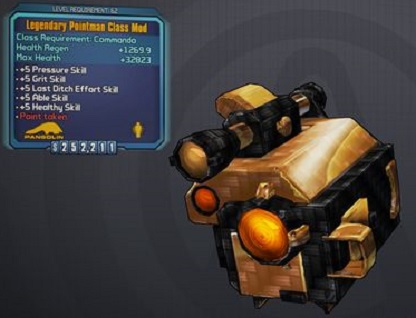 LEVEL REQUIREMENT: 62
Legendary Pointman Class Mod
Class Requirement: Commando
Health Regen +1269.9
Max Health +32823
• +5 Pressure Skill
• +5 Grit Skill
• +5 Last Ditch Effort Skill
• +5 Able Skill
• +5 Healthy Skill
• Point taken.
PANGOLIN
$ 252,211